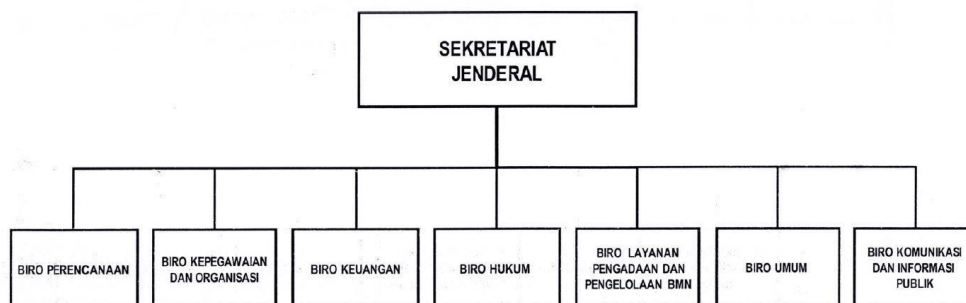 SEKRETARIAT
JENDERAL
BIRO PERENCANAAN
BIRO KEPEGAWAIAN
DAN ORGANISASI
BIRO KEUANGAN
BIRO HUKUM
BIRO LAYANAN
PENGADAAN DAN
PENGELOLAAN BMN
BIRO UMUM
BIRO KOMUNIKASI
DAN INFORMASI
PUBLIK